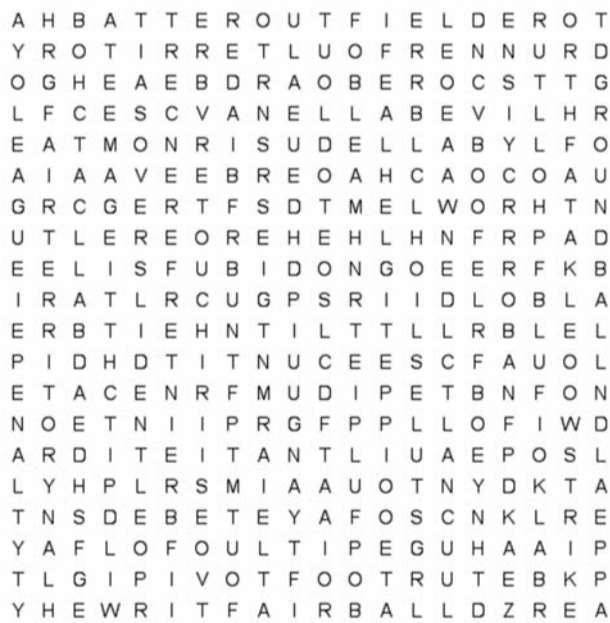 A H B A T T E R O U T F I E L D E R O T
Y R O T I R R E T L U O F R E N N U R D
O G H E A E B D R A O B E R O C S T T G
L F C E S C V A N E L L A B E V I L H R
E A T M O N R I S U D E L L A B Y L F O
A I A A V E E B R E O A H C A O C O A U
G R C G E R T F S D T M E L W O R H T N
U T L E R E O R E H E H L H N F R P A D
E E L I S F U B I D O N G O E E R F K B
I R A T L R C U G P S R I I D L O B L A
E R B T I E H N T I L T T L L R B L E L
P I D H D T I T N U C E E S C F A U O L
E T A C E N R F M U D I P E T B N F O N
N O E T N I I P R G F P P L L O F I W D
A R D I T E I T A N T L I U A E P O S L
L Y H P L R S M I A A U O T N Y D K T A
T N S D E B E T E Y A F O S C N K L R E
Y A F L O F O U L T I P E G U H A A I P
T L G I P I V O T F O O T R U T E B K P
Y H E W R I T F A I R B A L L D Z R E A